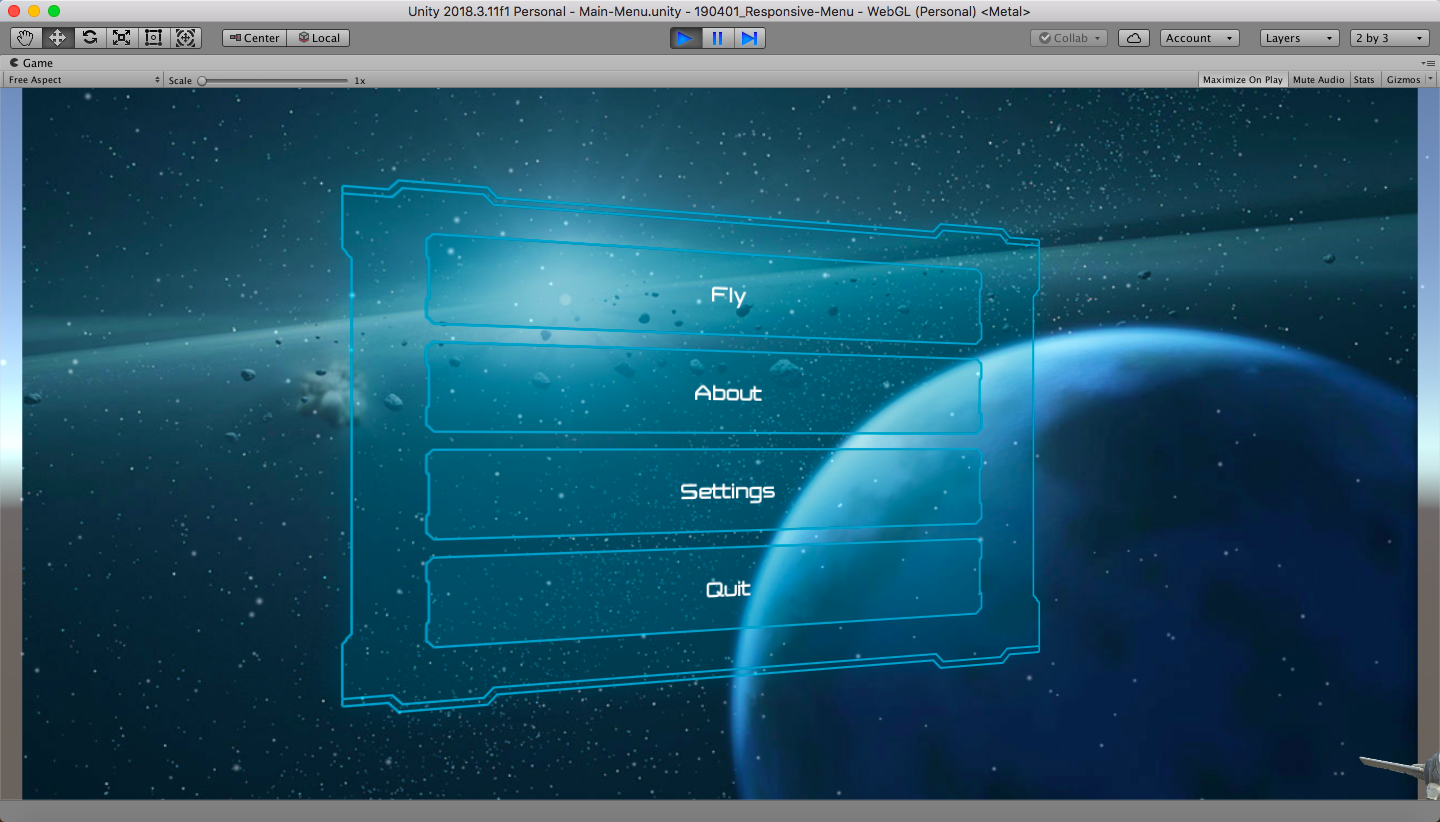 Unity 2018.3.11f1 Personal - Main-Menu.unity - 190401_Responsive-Menu - WebGL (Personal) <Metal>
Center Local Collab Account Layers 2 by 3
Game
Free Aspect Scale 1x Maximize On Play Mute Audio Stats Gizmos
Fly
About
Settings
Quit